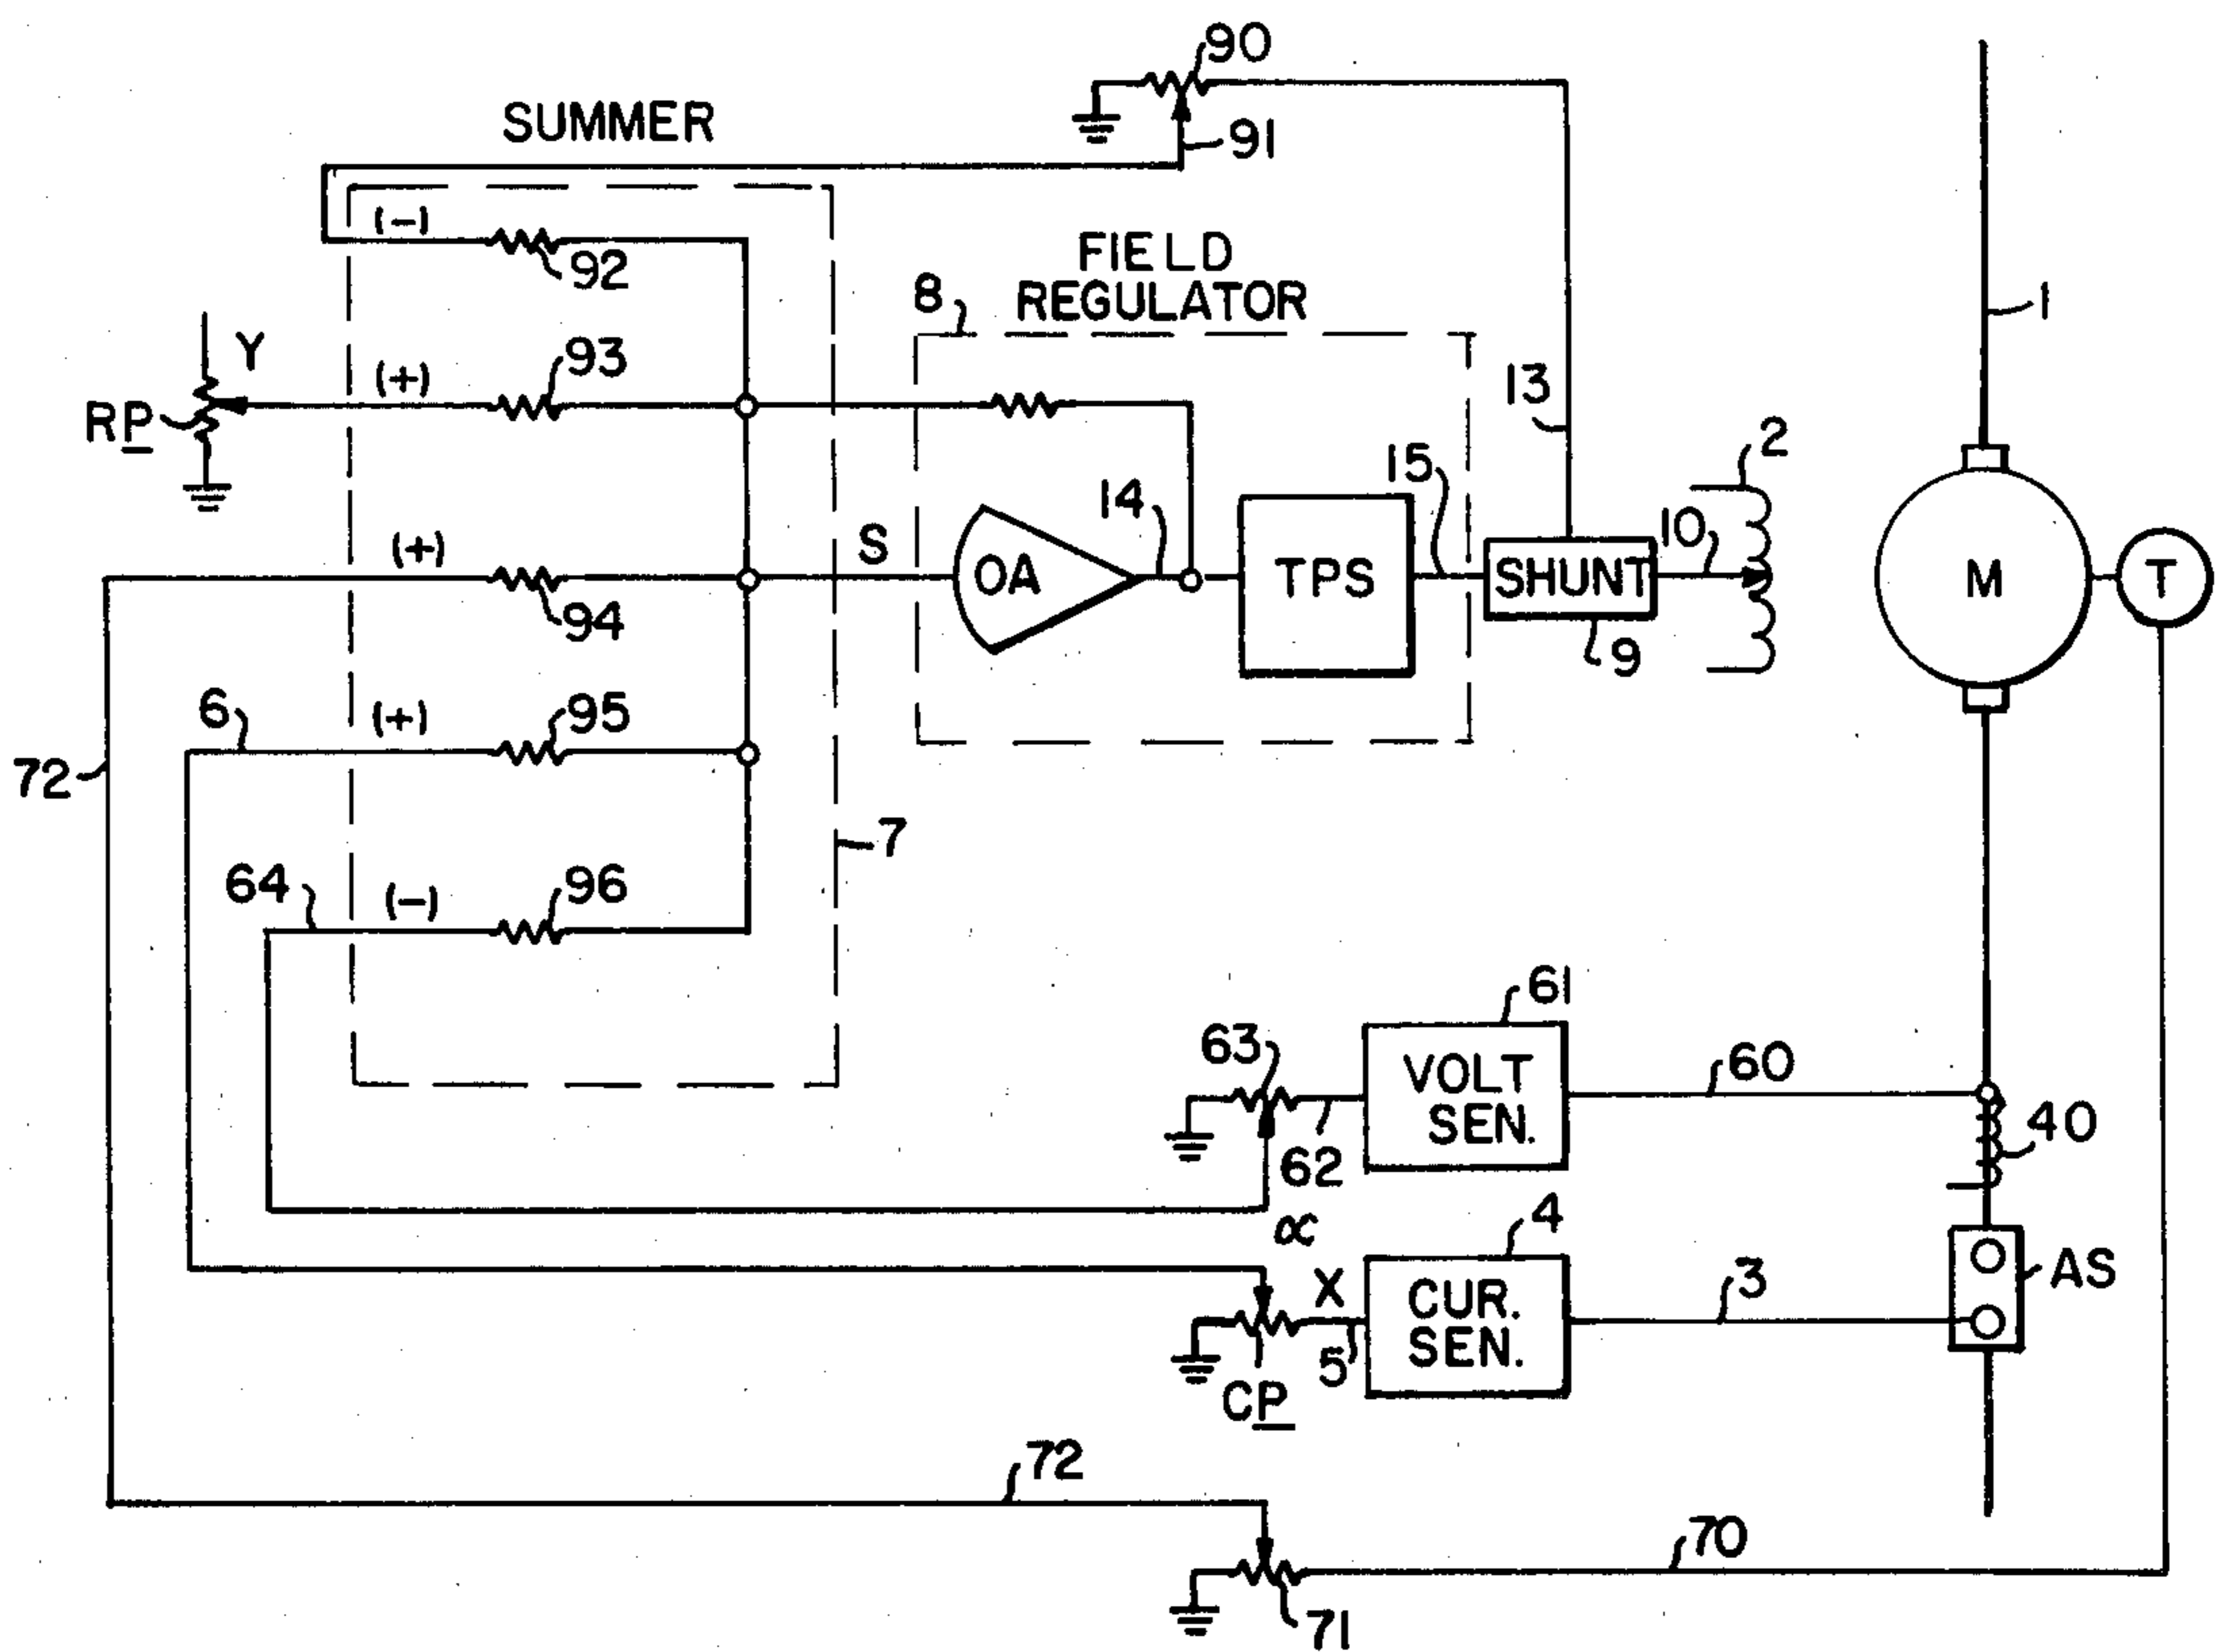 90
SUMMER
91
(-)
92
FIELD
REGULATOR
8
1
Y
(+)
93
RP
13
2
15
14
10
(+)
S
OA
TPS
SHUNT
M
T
94
9
6
(+)
95
72
7
64
(-)
96
61
63
VOLT
SEN.
60
40
62
α
4
X
CUR.
SEN.
3
AS
5
CP
72
70
71